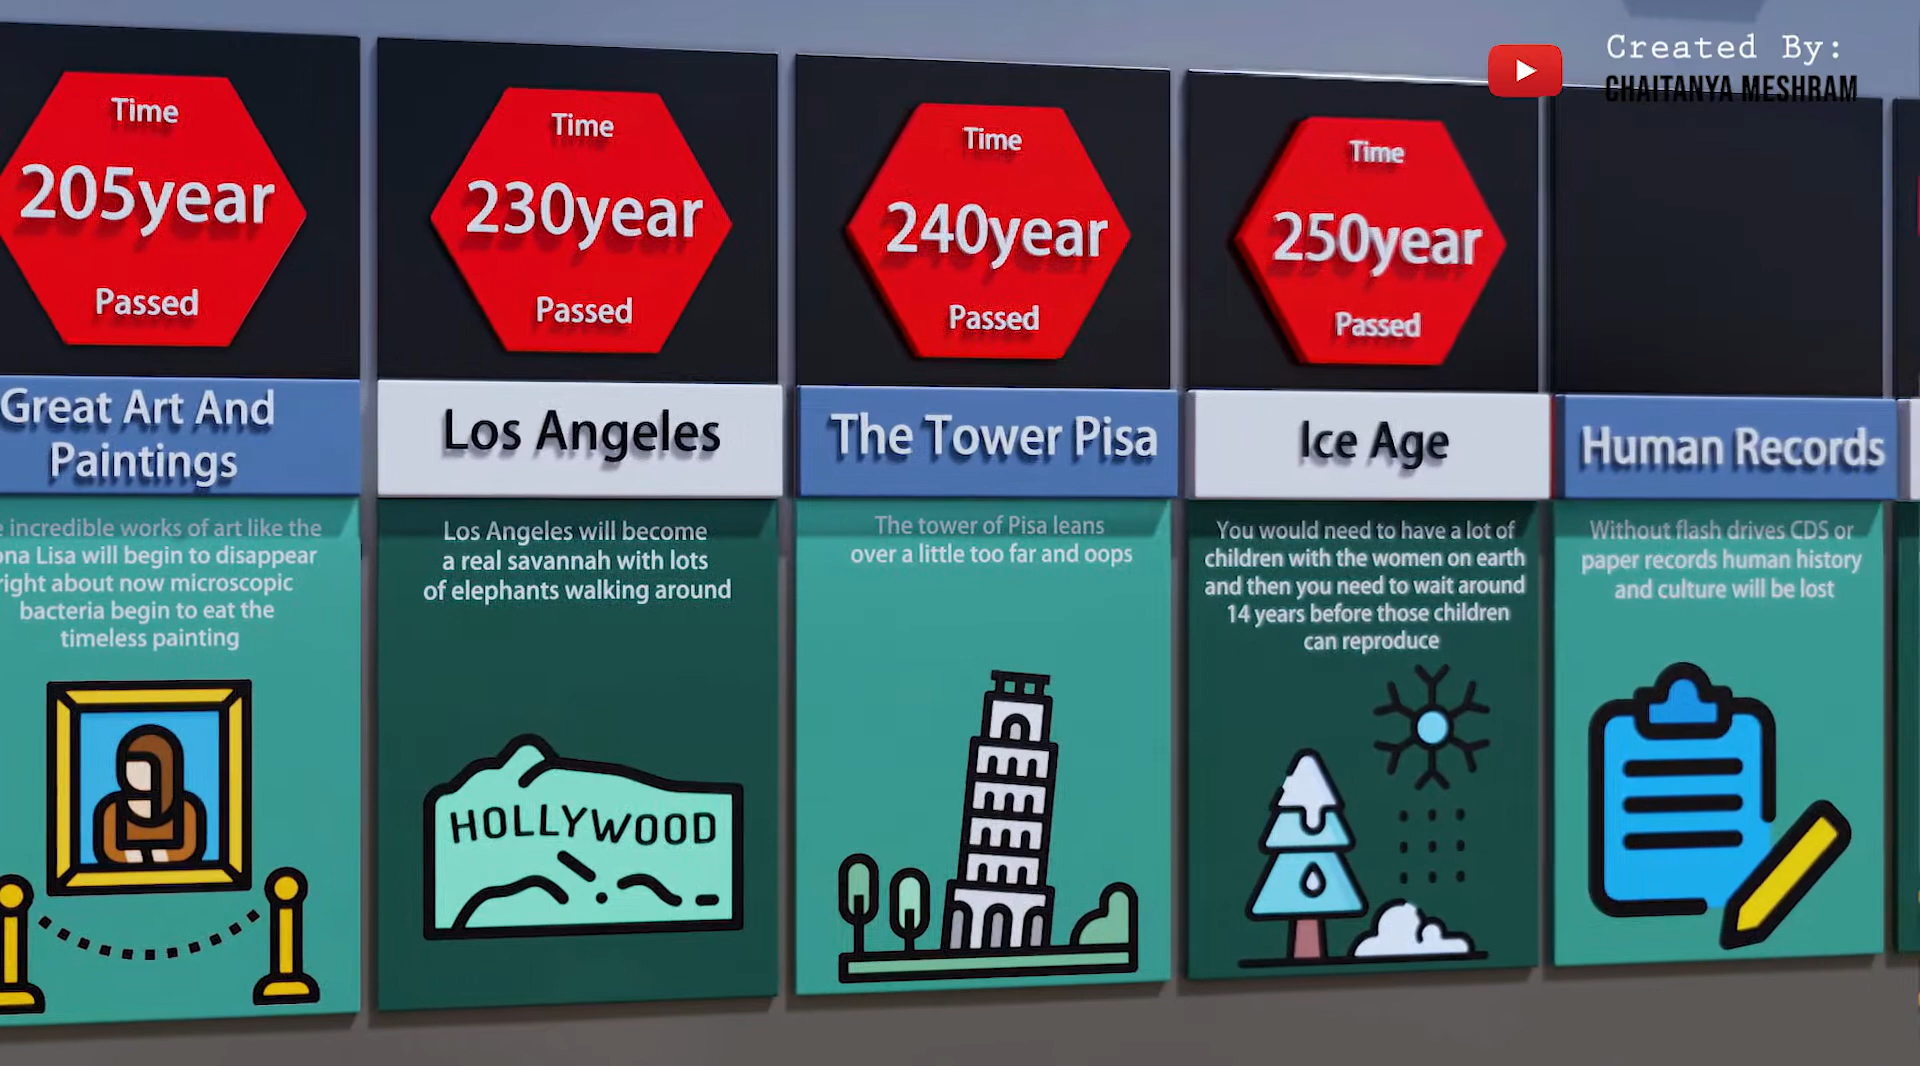 Created By:
CHAITANYA MESHRAM
Time
205year
Passed
Great Art And
Paintings
incredible works of art like the
Lisa will begin to disappear
right about now microscopic
bacteria begin to eat the
timeless painting
Time
230year
Passed
Los Angeles
Los Angeles will become
a real savannah with lots
of elephants walking around
HOLLYWOOD
Time
240year
Passed
The Tower Pisa
The tower of Pisa leans
over a little too far and oops
Time
250year
Passed
Ice Age
You would need to have a lot of
children with the women on earth
and then you need to wait around
14 years before those children
can reproduce
Human Records
Without flash drives CDS or
paper records human history
and culture will be lost